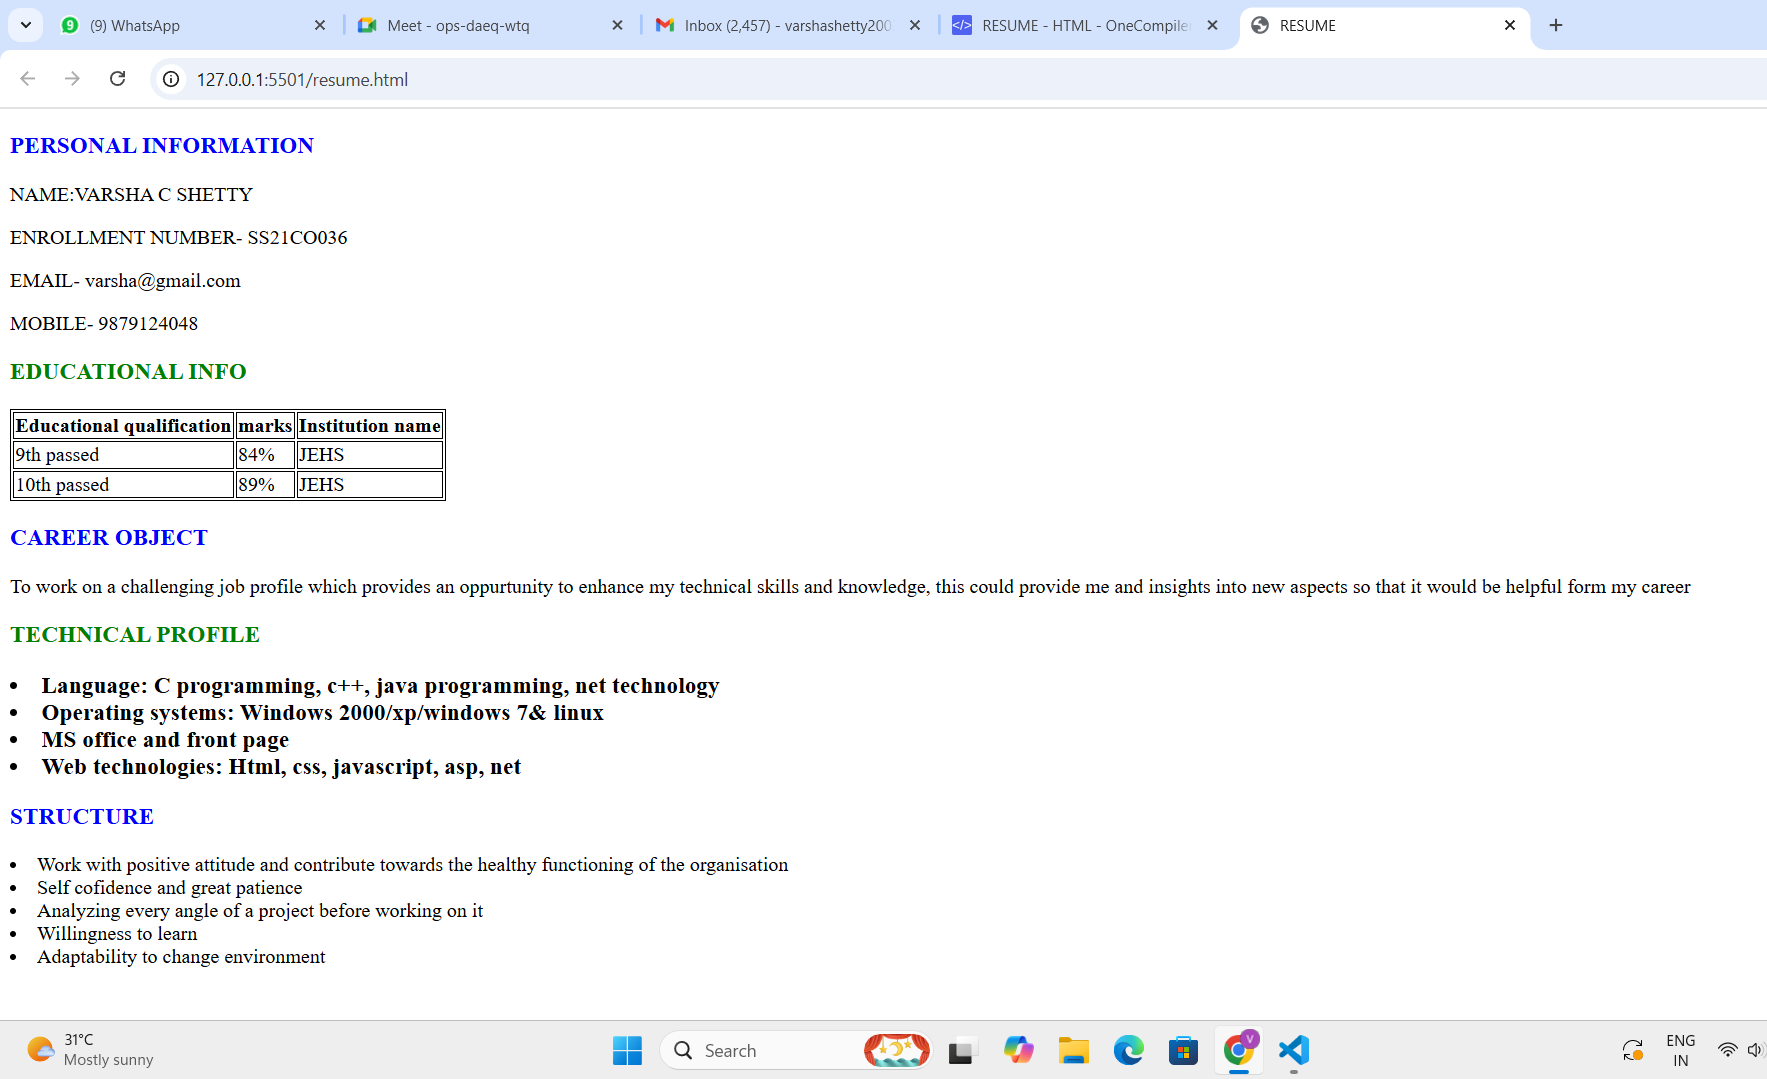 (9) WhatsApp
Meet - ops-daeq-wtq
Inbox (2,457) - varshashetty200
RESUME - HTML - OneCompiler
RESUME
127.0.0.1:5501/resume.html
PERSONAL INFORMATION
NAME:VARSHA C SHETTY
ENROLLMENT NUMBER- SS21CO036
EMAIL- varsha@gmail.com
MOBILE- 9879124048
EDUCATIONAL INFO
Educational qualification marks Institution name
9th passed 84% JEHS
10th passed 89% JEHS
CAREER OBJECT
To work on a challenging job profile which provides an oppurtunity to enhance my technical skills and knowledge, this could provide me and insights into new aspects so that it would be helpful form my career
TECHNICAL PROFILE
• Language: C programming, c++, java programming, net technology
• Operating systems: Windows 2000/xp/windows 7& linux
• MS office and front page
• Web technologies: Html, css, javascript, asp, net
STRUCTURE
• Work with positive attitude and contribute towards the healthy functioning of the organisation
• Self cofidence and great patience
• Analyzing every angle of a project before working on it
• Willingness to learn
• Adaptability to change environment
31°C
Mostly sunny
Search
V
ENG
IN